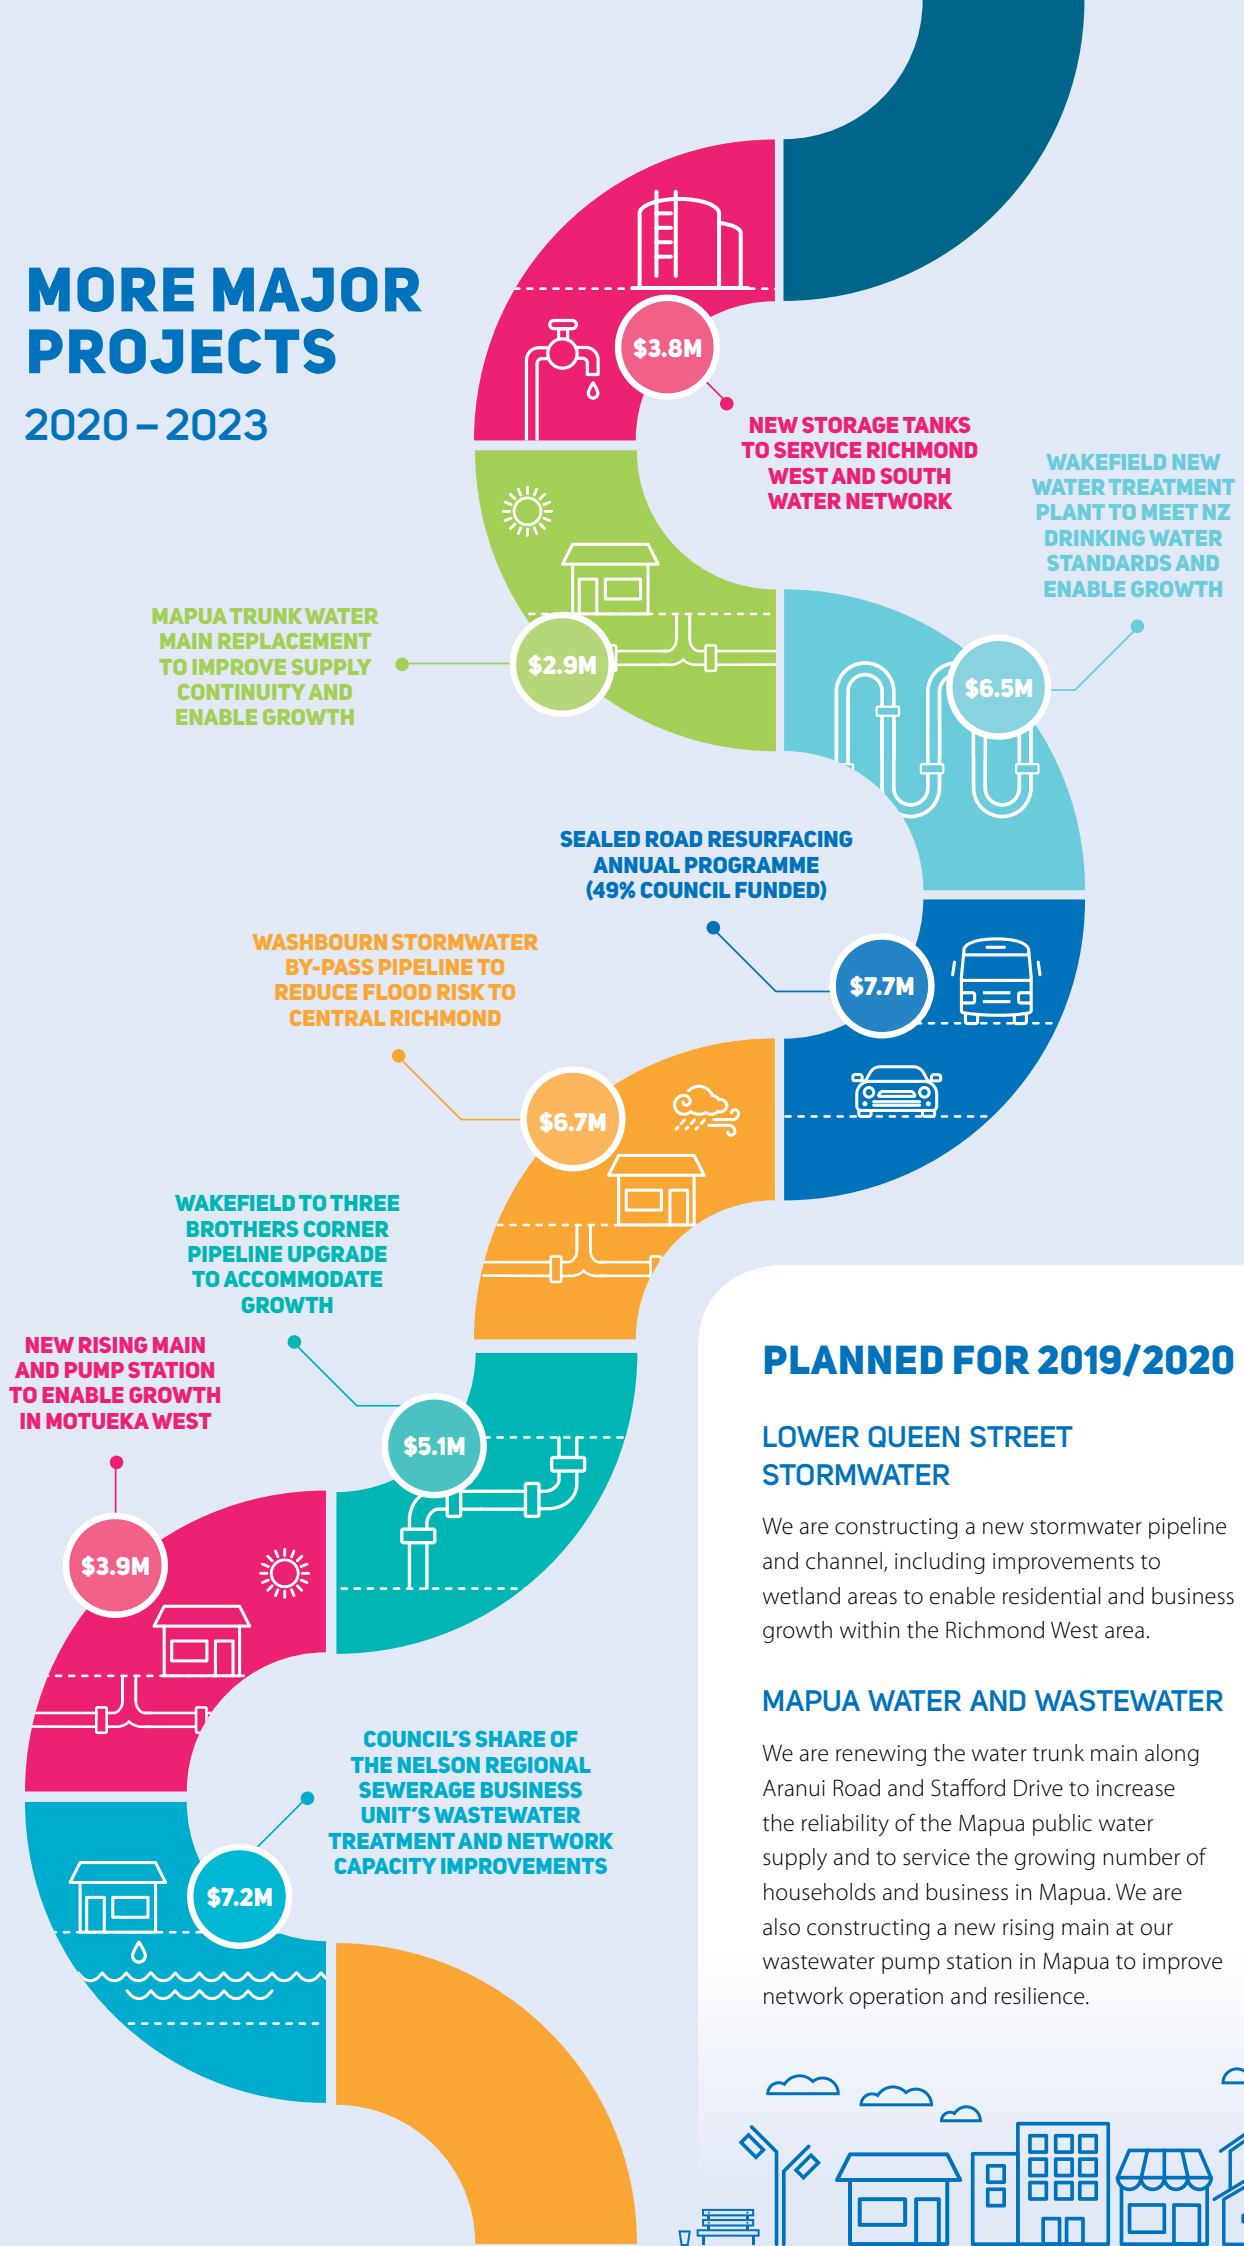 MORE MAJOR
PROJECTS
2020 – 2023
$3.8M
NEW STORAGE TANKS
TO SERVICE RICHMOND
WEST AND SOUTH
WATER NETWORK
WAKEFIELD NEW
WATER TREATMENT
PLANT TO MEET NZ
DRINKING WATER
STANDARDS AND
ENABLE GROWTH
$6.5M
MAPUA TRUNK WATER
MAIN REPLACEMENT
TO IMPROVE SUPPLY
CONTINUITY AND
ENABLE GROWTH
$2.9M
SEALED ROAD RESURFACING
ANNUAL PROGRAMME
(49% COUNCIL FUNDED)
$7.7M
WASHBOURN STORMWATER
BY-PASS PIPELINE TO
REDUCE FLOOD RISK TO
CENTRAL RICHMOND
$6.7M
WAKEFIELD TO THREE
BROTHERS CORNER
PIPELINE UPGRADE
TO ACCOMMODATE
GROWTH
$5.1M
NEW RISING MAIN
AND PUMP STATION
TO ENABLE GROWTH
IN MOTUEKA WEST
$3.9M
COUNCIL'S SHARE OF
THE NELSON REGIONAL
SEWERAGE BUSINESS
UNIT'S WASTEWATER
TREATMENT AND NETWORK
CAPACITY IMPROVEMENTS
$7.2M
PLANNED FOR 2019/2020
LOWER QUEEN STREET
STORMWATER
We are constructing a new stormwater pipeline
and channel, including improvements to
wetland areas to enable residential and business
growth within the Richmond West area.
MAPUA WATER AND WASTEWATER
We are renewing the water trunk main along
Aranui Road and Stafford Drive to increase
the reliability of the Mapua public water
supply and to service the growing number of
households and business in Mapua. We are
also constructing a new rising main at our
wastewater pump station in Mapua to improve
network operation and resilience.